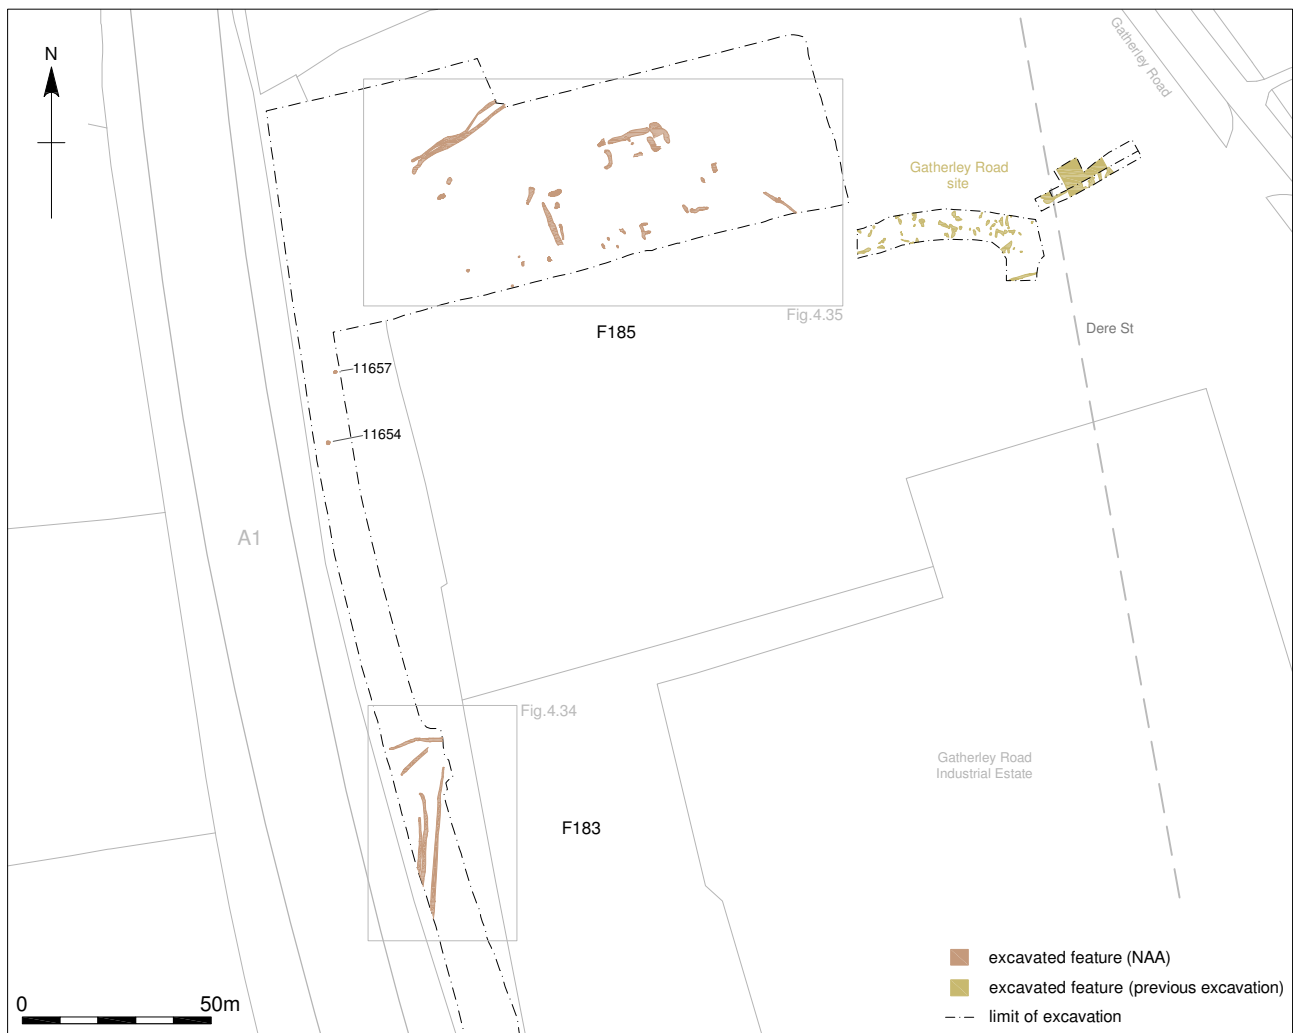 N
Gatherley Road
Gatherley Road
site
Fig.4.35
F185
Dere St
11657
11654
A1
Fig.4.34
Gatherley Road
Industrial Estate
F183
excavated feature (NAA)
excavated feature (previous excavation)
limit of excavation
0 50m